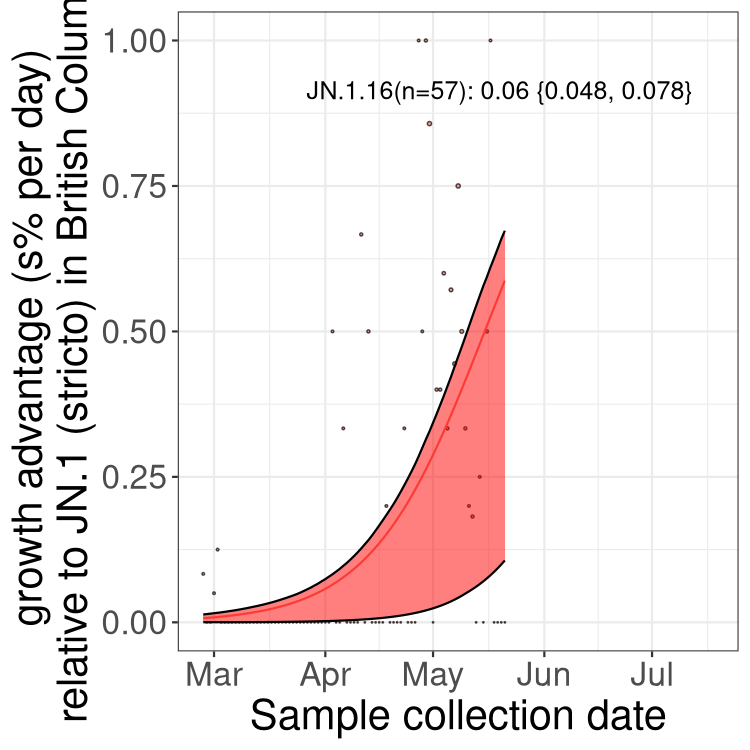 growth advantage (s% per day)
relative to JN.1 (stricto) in British Colum
1.00
0.75
0.50
0.25
0.00
JN.1.16(n=57): 0.06 {0.048, 0.078}
Mar Apr May Jun Jul
Sample collection date